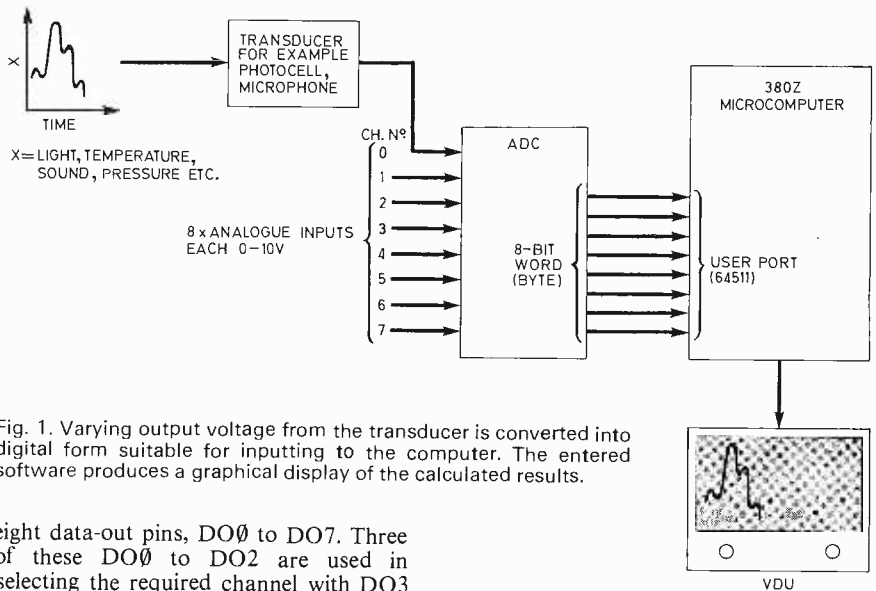 X
TIME
X=LIGHT, TEMPERATURE,
SOUND, PRESSURE ETC.
TRANSDUCER
FOR EXAMPLE
PHOTOCELL,
MICROPHONE
CH. Nº
0
1
2
3
4
5
6
7
8 x ANALOGUE INPUTS
EACH 0–10V
ADC
8-BIT
WORD
(BYTE)
380Z
MICROCOMPUTER
USER PORT
(64511)
VDU
Fig. 1. Varying output voltage from the transducer is converted into
digital form suitable for inputting to the computer. The entered
software produces a graphical display of the calculated results.
eight data-out pins, DOØ to DO7. Three
of these DOØ to DO2 are used in
selecting the required channel with DO3